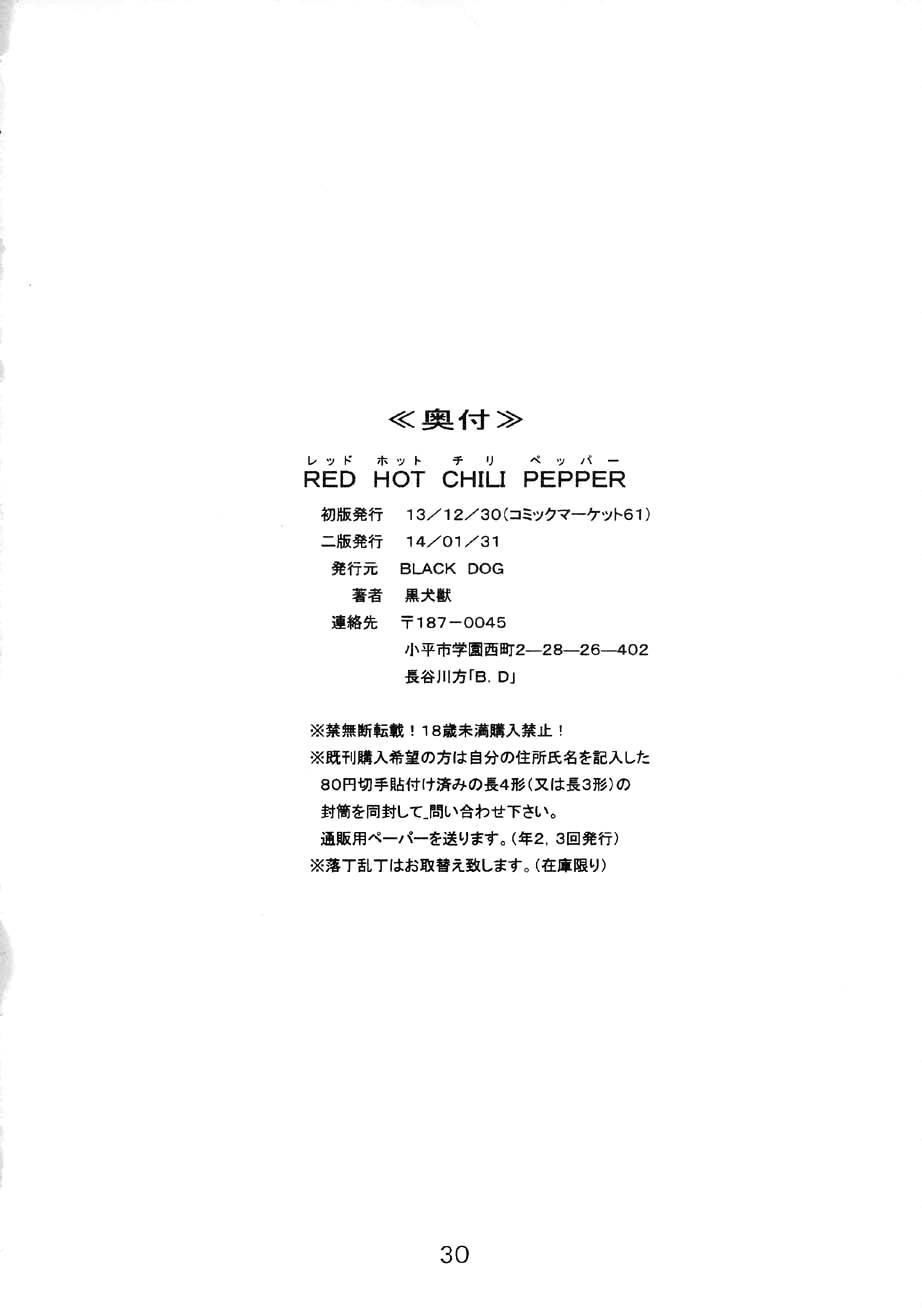 ≪奥付≫
レッド ホット チリ ペッパー
RED HOT CHILI PEPPER
初版発行 13/12/30(コミックマーケット61)
二版発行 14/01/31
発行元 BLACK DOG
著者 黒犬獣
連絡先 〒187-0045
小平市学園西町2―28―26―402
長谷川方「B. D」
※禁無断転載!18歳未満購入禁止!
※既刊購入希望の方は自分の住所氏名を記入した
80円切手貼付け済みの長4形(又は長3形)の
封筒を同封して_問い合わせ下さい。
通販用ペーパーを送ります。(年2, 3回発行)
※落丁乱丁はお取替え致します。(在庫限り)
30